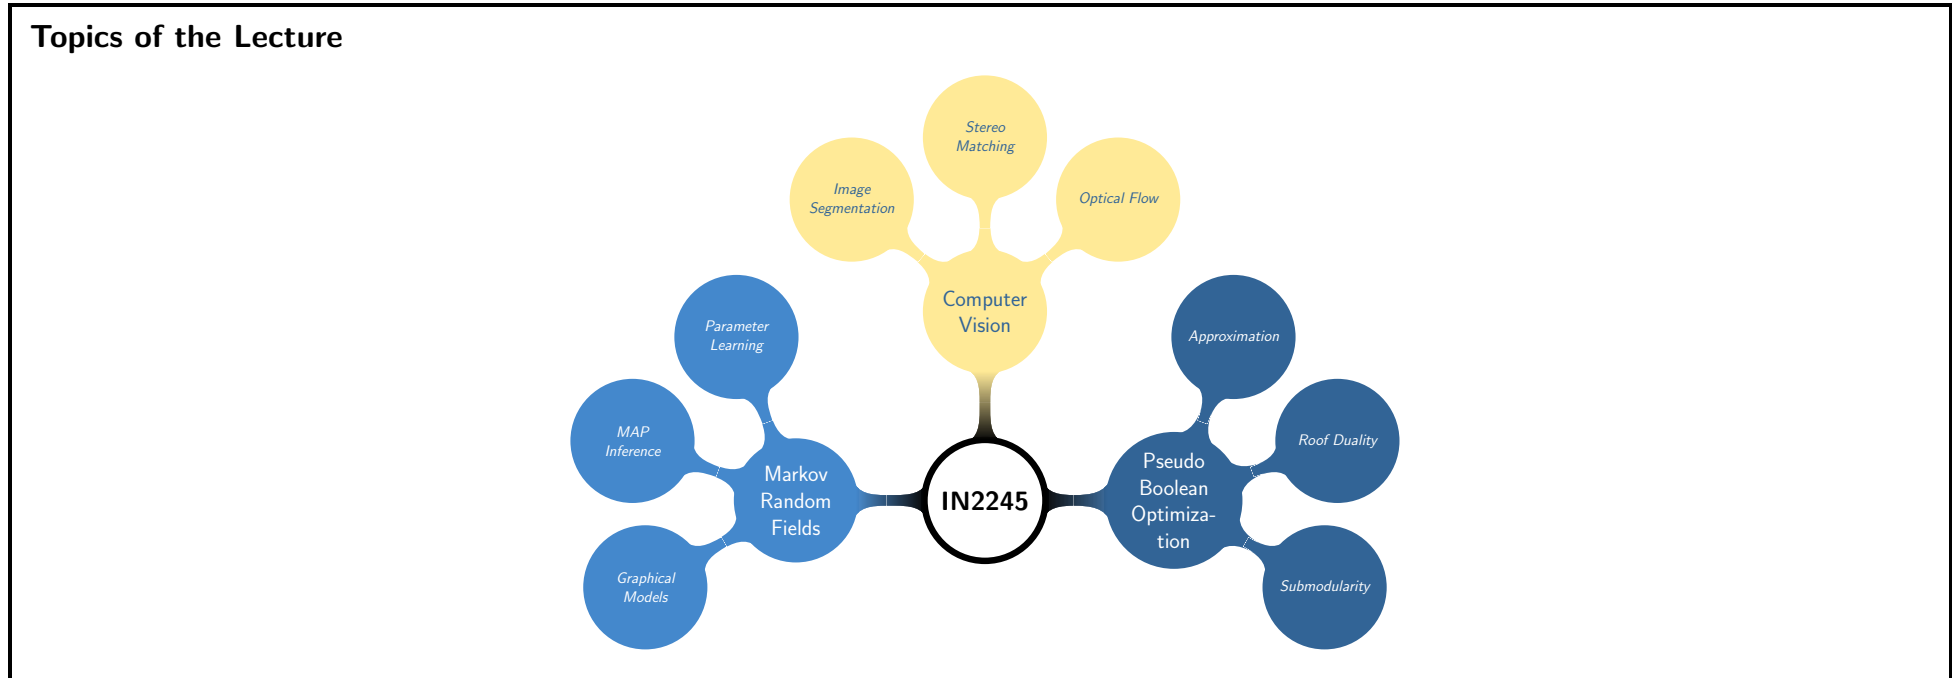 Topics of the Lecture
Stereo
Matching
Image
Segmentation
Optical Flow
Computer
Vision
Parameter
Learning
MAP
Inference
Graphical
Models
Markov
Random
Fields
IN2245
Pseudo
Boolean
Optimiza-
tion
Approximation
Roof Duality
Submodularity